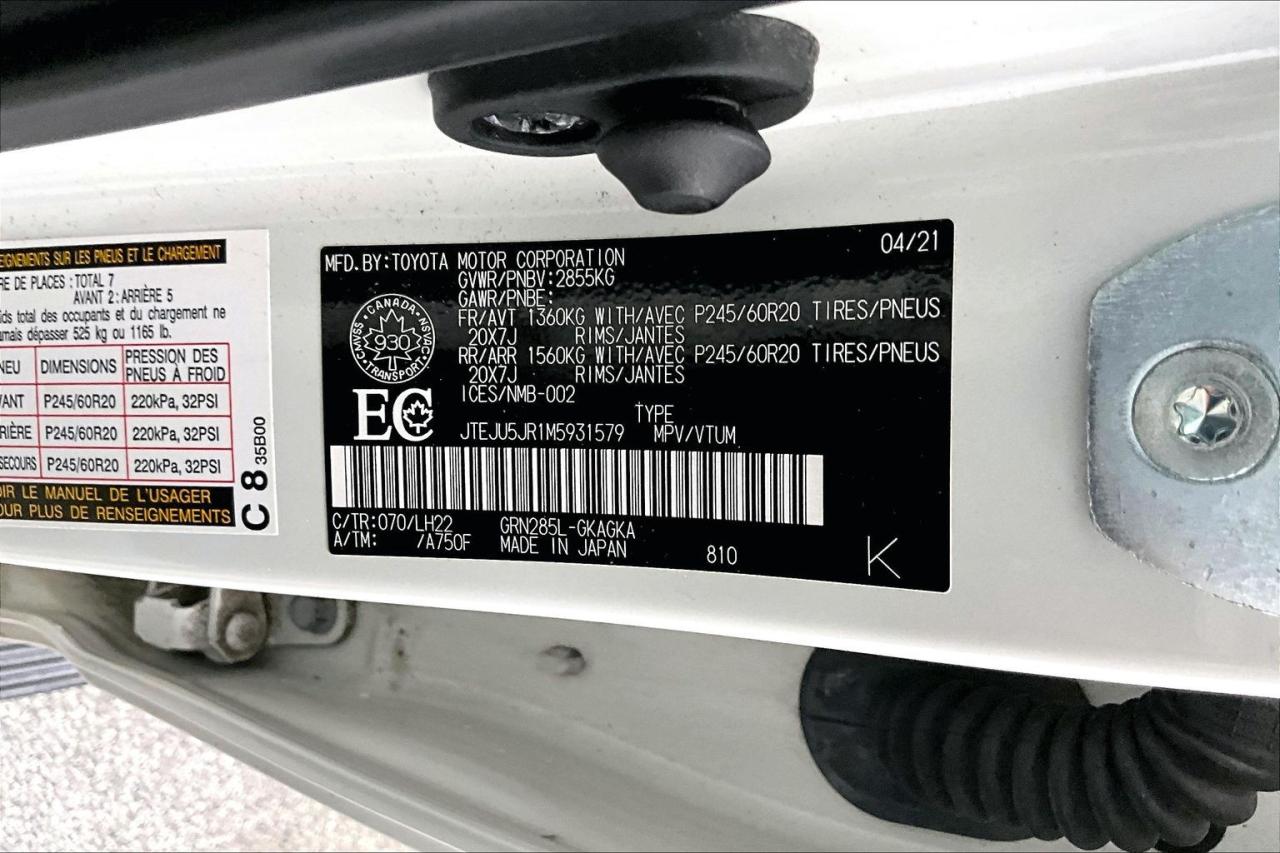 SEIGNEMENTS SUR LES PNEUS ET LE CHARGEMENT
RE DE PLACES : TOTAL 7
AVANT 2 : ARRIÈRE 5
ids total des occupants et du chargement ne
amais dépasser 525 kg ou 1165 lb.
NEU DIMENSIONS PRESSION DES PNEUS À FROID
VANT P245/60R20 220kPa, 32PSI
RIÈRE P245/60R20 220kPa, 32PSI
SECOURS P245/60R20 220kPa, 32PSI
OIR LE MANUEL DE L'USAGER
OUR PLUS DE RENSEIGNEMENTS
C 8 35B00
04/21
MFD.BY:TOYOTA MOTOR CORPORATION
GVWR/PNBV:2855KG
GAWR/PNBE:
FR/AVT 1360KG WITH/AVEC P245/60R20 TIRES/PNEUS
20X7J RIMS/JANTES
RR/ARR 1560KG WITH/AVEC P245/60R20 TIRES/PNEUS
20X7J RIMS/JANTES
ICES/NMB-002
CANADA
CMVSS 930 NSVAC
TRANSPORT
EC
TYPE
JTEJU5JR1M5931579 MPV/VTUM
C/TR:070/LH22 GRN285L-GKAGKA
A/TM: /A750F MADE IN JAPAN 810
K